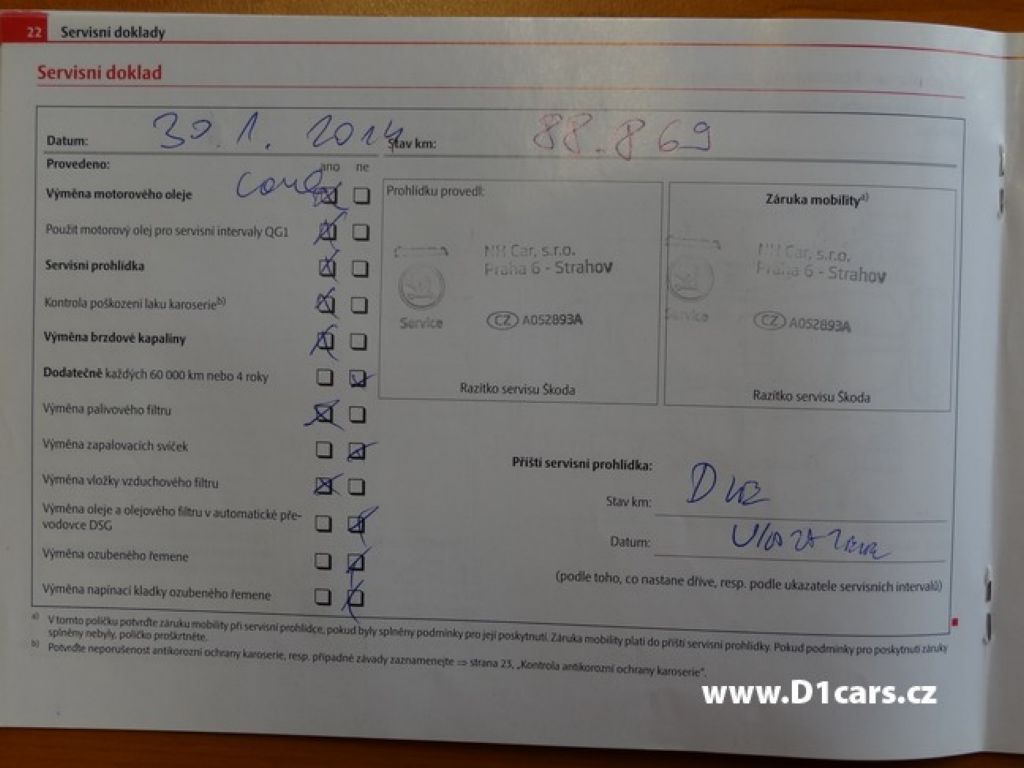 22 Servisní doklady
Servisní doklad
Datum: 30.1. 2014 Stav km: 88.869
Provedeno: ano ne
Výměna motorového oleje
Použit motorový olej pro servisní intervaly QG1
Servisní prohlídka
Kontrola poškození laku karoserie b)
Výměna brzdové kapaliny
Dodatečně každých 60 000 km nebo 4 roky
Výměna palivového filtru
Výměna zapalovacích svíček
Výměna vložky vzduchového filtru
Výměna oleje a olejového filtru v automatické pře-
vodovce DSG
Výměna ozubeného řemene
Výměna napínací kladky ozubeného řemene
Prohlídku provedl:
NH Car, s.r.o.
Praha 6 - Strahov
Service CZ A052893A
Razítko servisu Škoda
Záruka mobility a)
NH Car, s.r.o.
Praha 6 - Strahov
Service CZ A052893A
Razítko servisu Škoda
Příští servisní prohlídka:
Stav km: DLE
Datum:
(podle toho, co nastane dříve, resp. podle ukazatele servisních intervalů)
a) V tomto políčku potvrďte záruku mobility při servisní prohlídce, pokud byly splněny podmínky pro její poskytnutí. Záruka mobility platí do příští servisní prohlídky. Pokud podmínky pro poskytnutí záruky
splněny nebyly, políčko proškrtněte.
b) Potvrďte neporušenost antikorozní ochrany karoserie, resp. případné závady zaznamenejte ⇒ strana 23, „Kontrola antikorozní ochrany karoserie“.
www.D1cars.cz